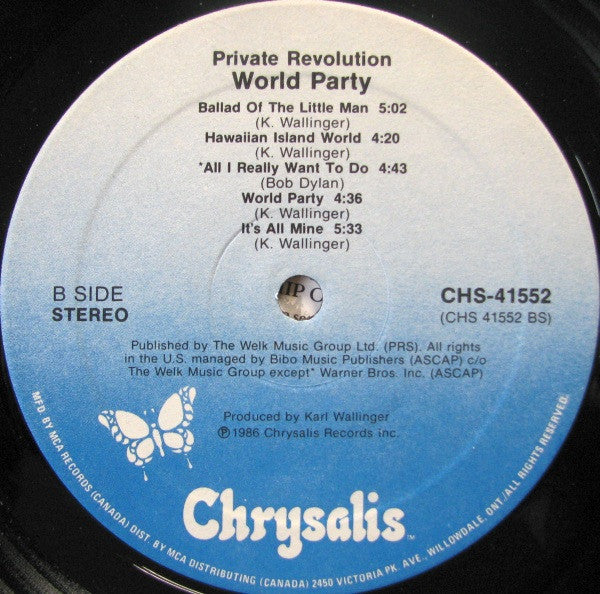 Private Revolution
World Party
Ballad Of The Little Man 5:02
(K. Wallinger)
Hawaiian Island World 4:20
(K. Wallinger)
*All I Really Want To Do 4:43
(Bob Dylan)
World Party 4:36
(K. Wallinger)
It's All Mine 5:33
(K. Wallinger)
B SIDE
STEREO
CHS-41552
(CHS 41552 BS)
Published by The Welk Music Group Ltd. (PRS). All rights
in the U.S. managed by Bibo Music Publishers (ASCAP) c/o
The Welk Music Group except* Warner Bros. Inc. (ASCAP)
Produced by Karl Wallinger
℗ 1986 Chrysalis Records inc.
Chrysalis™
MFD. BY MCA RECORDS (CANADA) DIST. BY MCA DISTRIBUTING (CANADA) 2450 VICTORIA PK. AVE., WILLOWDALE, ONT./ALL RIGHTS RESERVED.